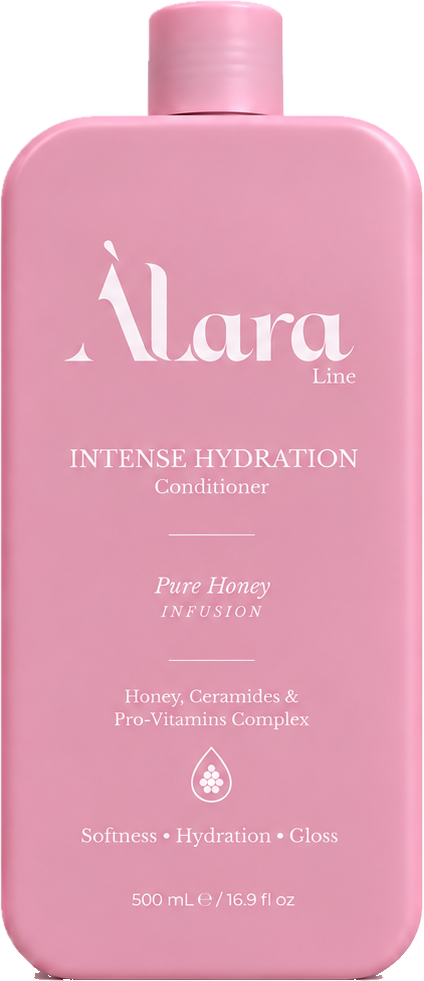 Àlara
Line
INTENSE HYDRATION
Conditioner
Pure Honey
INFUSION
Honey, Ceramides &
Pro-Vitamins Complex
Softness • Hydration • Gloss
500 mL ℮ / 16.9 fl oz